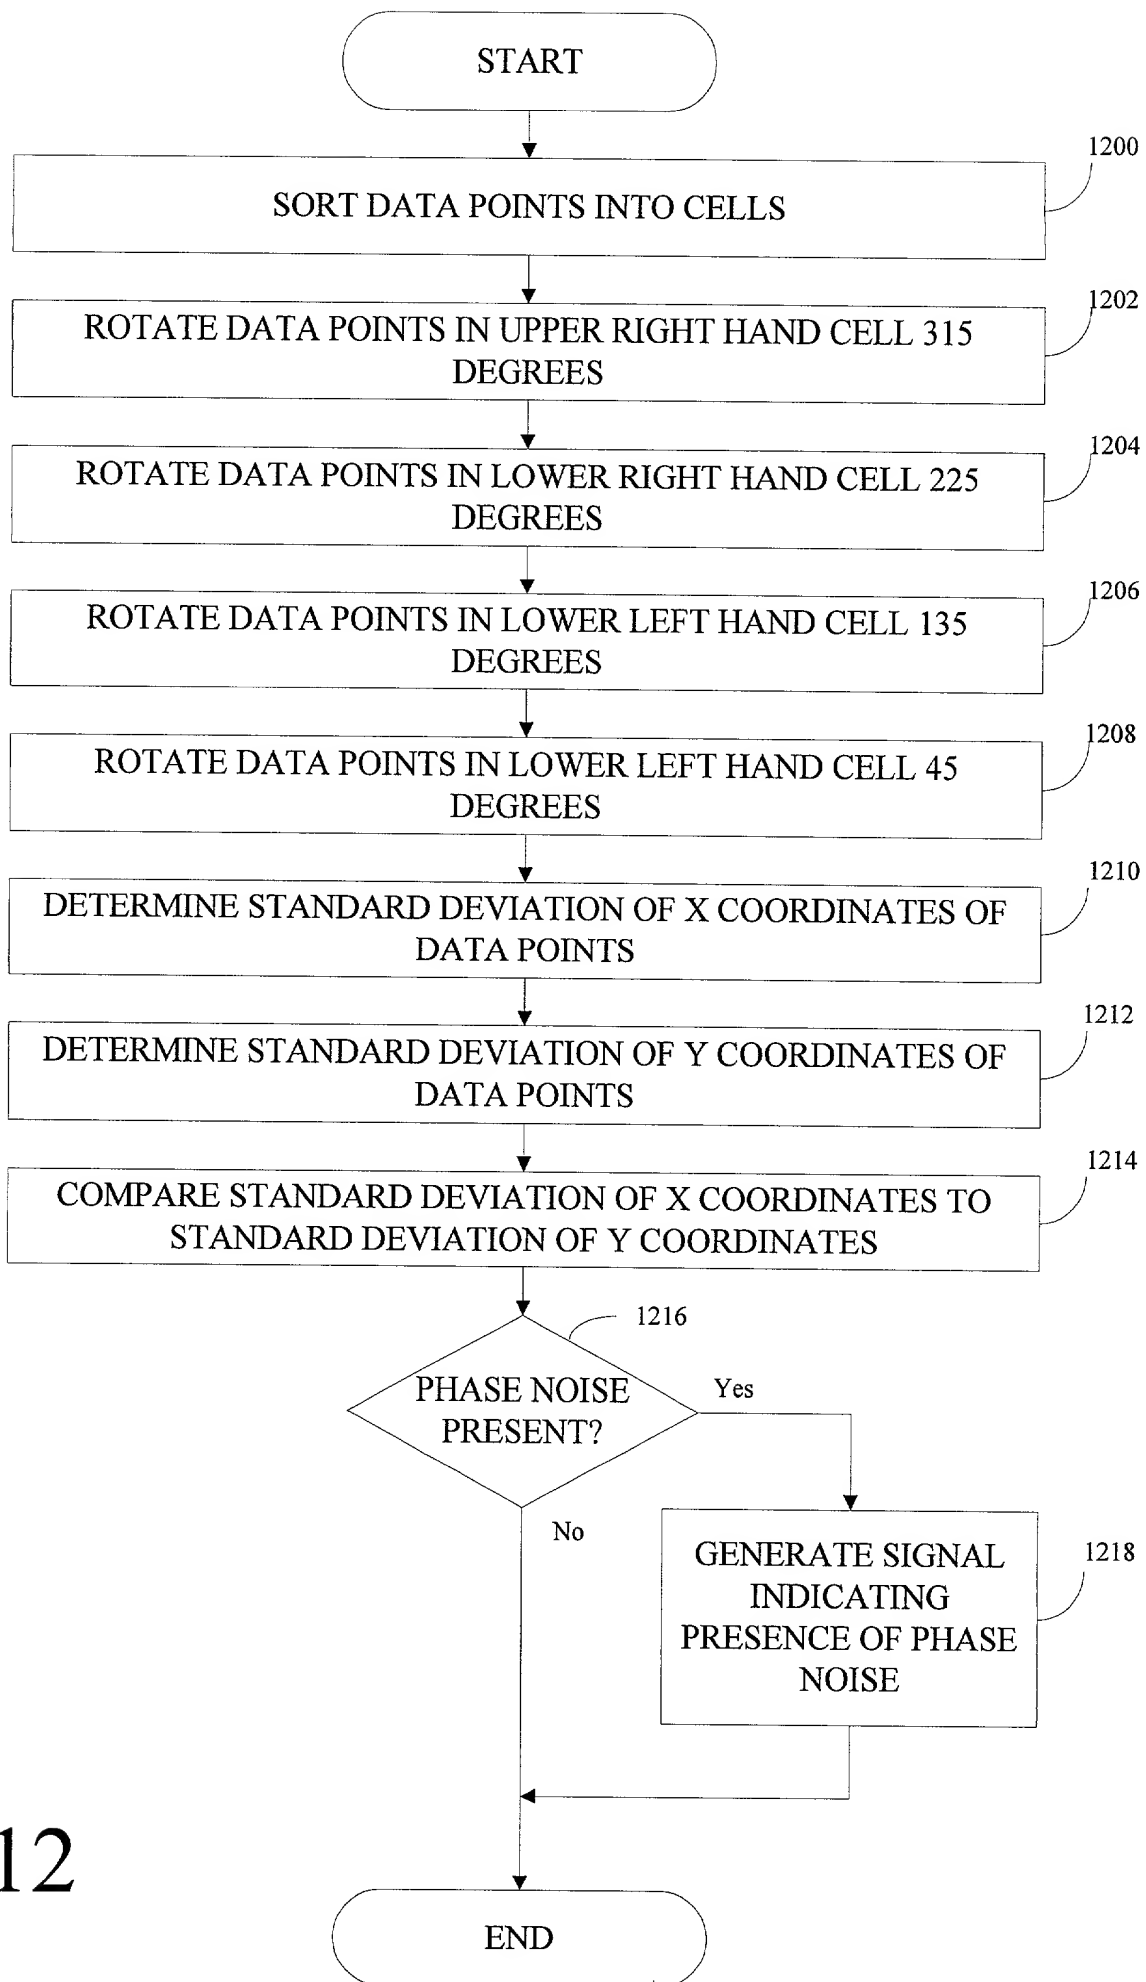 START
1200
SORT DATA POINTS INTO CELLS
1202
ROTATE DATA POINTS IN UPPER RIGHT HAND CELL 315
DEGREES
1204
ROTATE DATA POINTS IN LOWER RIGHT HAND CELL 225
DEGREES
1206
ROTATE DATA POINTS IN LOWER LEFT HAND CELL 135
DEGREES
1208
ROTATE DATA POINTS IN LOWER LEFT HAND CELL 45
DEGREES
1210
DETERMINE STANDARD DEVIATION OF X COORDINATES OF
DATA POINTS
1212
DETERMINE STANDARD DEVIATION OF Y COORDINATES OF
DATA POINTS
1214
COMPARE STANDARD DEVIATION OF X COORDINATES TO
STANDARD DEVIATION OF Y COORDINATES
1216
PHASE NOISE
PRESENT?
Yes
No
GENERATE SIGNAL
INDICATING
PRESENCE OF PHASE
NOISE
1218
12
END